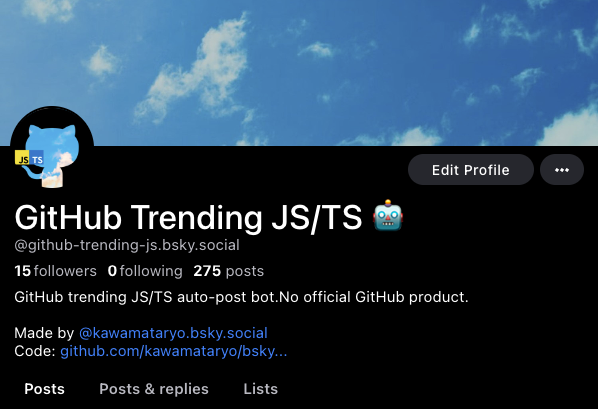 JS TS
Edit Profile
GitHub Trending JS/TS 🤖
@github-trending-js.bsky.social
15 followers 0 following 275 posts
GitHub trending JS/TS auto-post bot.No official GitHub product.
Made by @kawamataryo.bsky.social
Code: github.com/kawamataryo/bsky...
Posts Posts & replies Lists